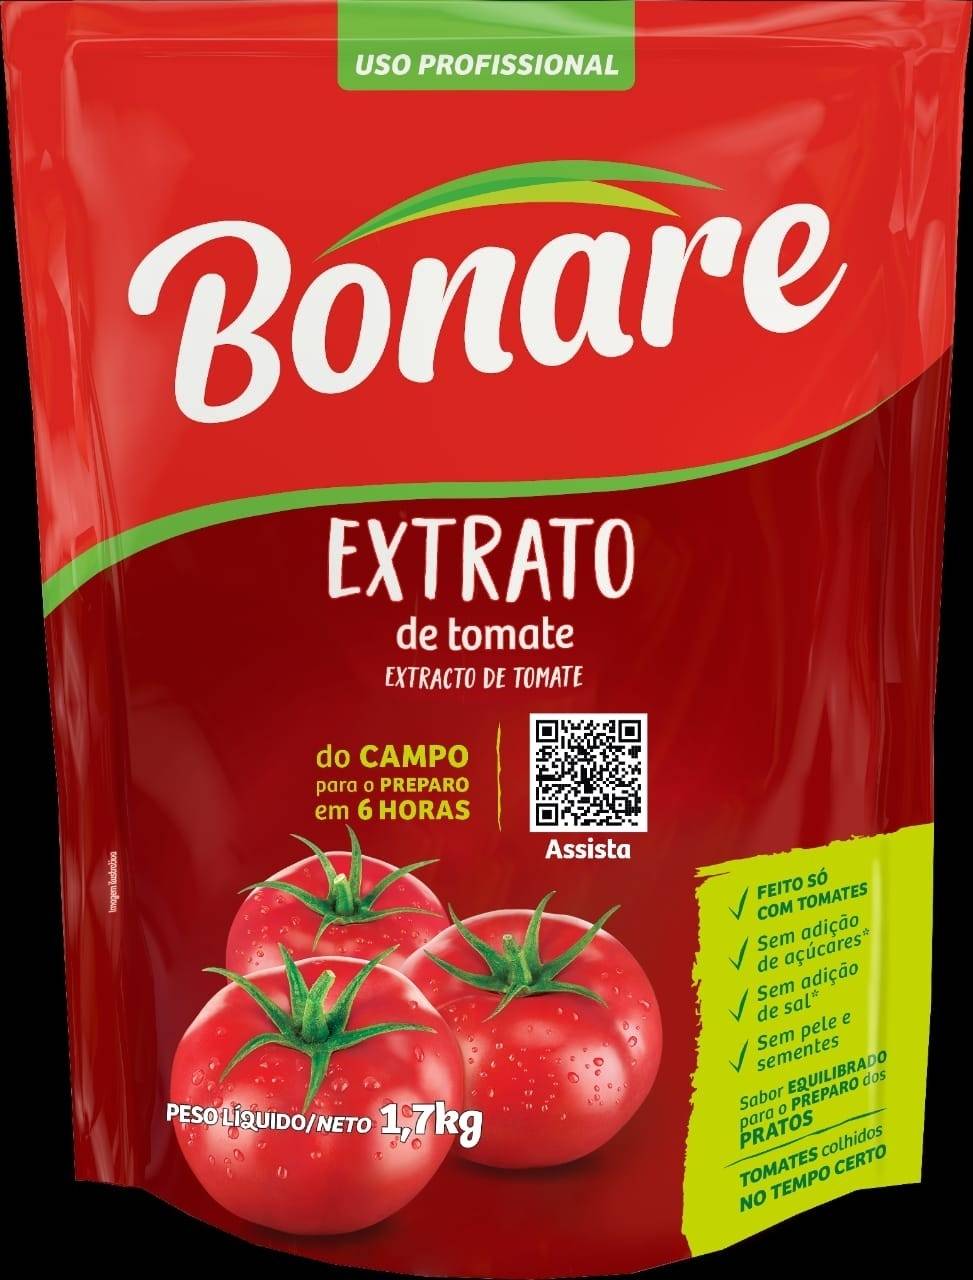 USO PROFISSIONAL
Bonare
EXTRATO
de tomate
EXTRACTO DE TOMATE
do CAMPO
para o PREPARO
em 6 HORAS
Assista
Imagem ilustrativa
FEITO SÓ
COM TOMATES
Sem adição
de açúcares*
Sem adição
de sal*
Sem pele e
sementes
Sabor EQUILIBRADO
para o PREPARO dos
PRATOS
TOMATES colhidos
NO TEMPO CERTO
PESO LÍQUIDO/NETO 1,7kg